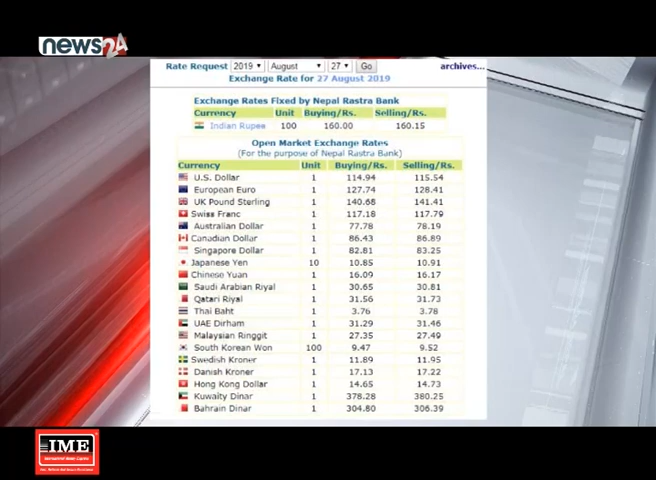 news24
Rate Request 2019 August 27 Go archives...
Exchange Rate for 27 August 2019
Exchange Rates Fixed by Nepal Rastra Bank
Currency Unit Buying/Rs. Selling/Rs.
Indian Rupee 100 160.00 160.15
Open Market Exchange Rates
(For the purpose of Nepal Rastra Bank)
Currency Unit Buying/Rs. Selling/Rs.
U.S. Dollar 1 114.94 115.54
European Euro 1 127.74 128.41
UK Pound Sterling 1 140.68 141.41
Swiss Franc 1 117.18 117.79
Australian Dollar 1 77.78 78.19
Canadian Dollar 1 86.43 86.89
Singapore Dollar 1 82.81 83.25
Japanese Yen 10 10.85 10.91
Chinese Yuan 1 16.09 16.17
Saudi Arabian Riyal 1 30.65 30.81
Qatari Riyal 1 31.56 31.73
Thai Baht 1 3.76 3.78
UAE Dirham 1 31.29 31.46
Malaysian Ringgit 1 27.35 27.49
South Korean Won 100 9.47 9.52
Swedish Kroner 1 11.89 11.95
Danish Kroner 1 17.13 17.22
Hong Kong Dollar 1 14.65 14.73
Kuwaity Dinar 1 378.28 380.25
Bahrain Dinar 1 304.80 306.39
IME